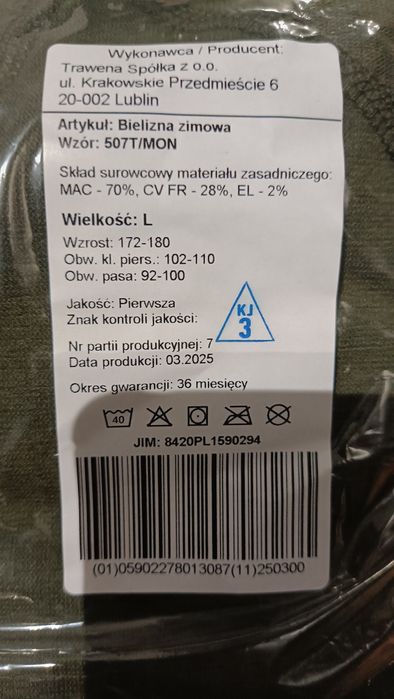 Wykonawca / Producent:
Trawena Spółka z o.o.
ul. Krakowskie Przedmieście 6
20-002 Lublin
Artykuł: Bielizna zimowa
Wzór: 507T/MON
Skład surowcowy materiału zasadniczego:
MAC - 70%, CV FR - 28%, EL - 2%
Wielkość: L
Wzrost: 172-180
Obw. kl. piers.: 102-110
Obw. pasa: 92-100
Jakość: Pierwsza
Znak kontroli jakości:
KJ
3
Nr partii produkcyjnej: 7
Data produkcji: 03.2025
Okres gwarancji: 36 miesięcy
40
JIM: 8420PL1590294
(01)05902278013087(11)250300